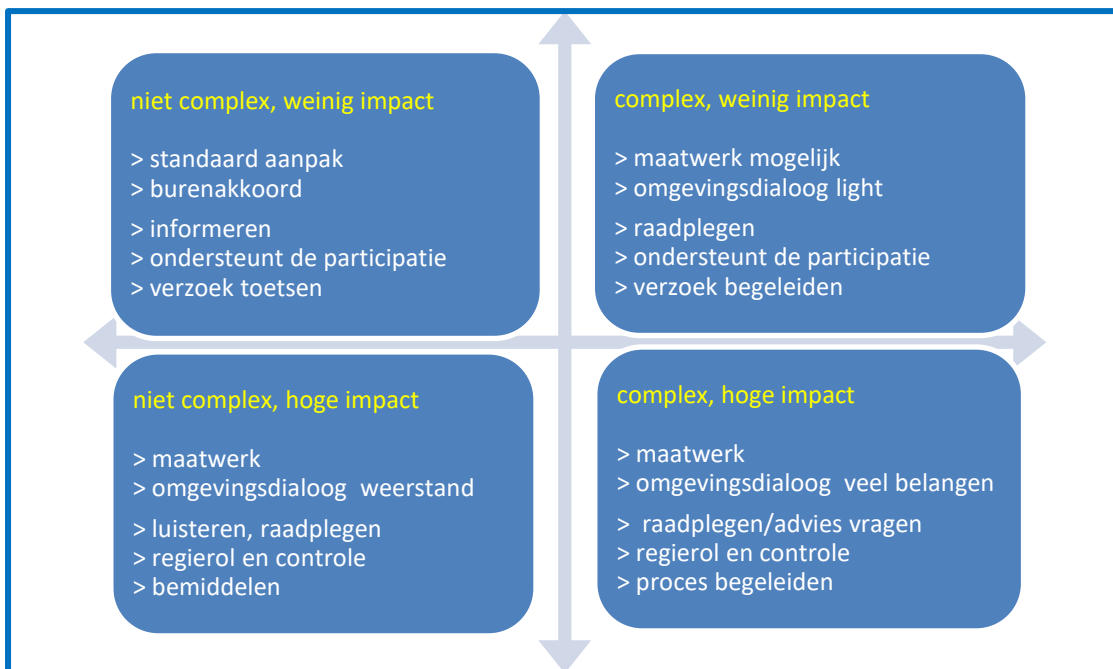 niet complex, weinig impact
> standaard aanpak
> burenakkoord
> informeren
> ondersteunt de participatie
> verzoek toetsen
complex, weinig impact
> maatwerk mogelijk
> omgevingsdialoog light
> raadplegen
> ondersteunt de participatie
> verzoek begeleiden
niet complex, hoge impact
> maatwerk
> omgevingsdialoog  weerstand
> luisteren, raadplegen
> regierol en controle
> bemiddelen
complex, hoge impact
> maatwerk
> omgevingsdialoog  veel belangen
>  raadplegen/advies vragen
> regierol en controle
> proces begeleiden